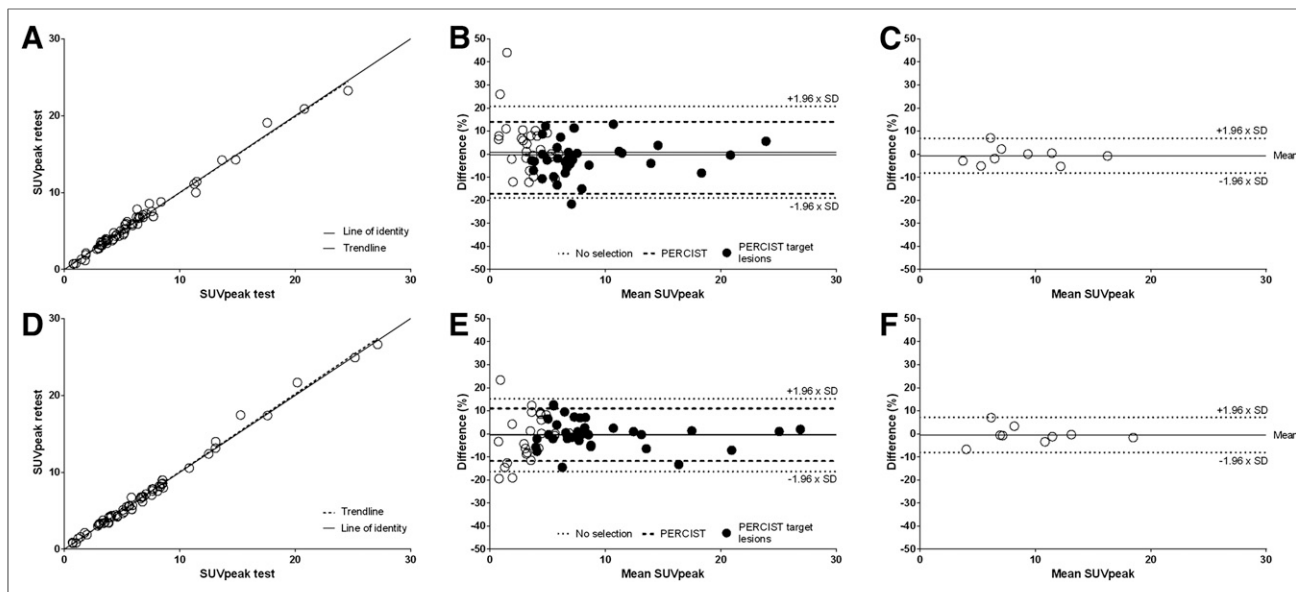 A
30
20
10
0
0 10 20 30
SUVpeak retest
SUVpeak test
Line of identity
Trendline
B
50
40
30
20
10
0
-10
-20
-30
-40
-50
0 10 20 30
Difference (%)
Mean SUVpeak
+1.96 x SD
-1.96 x SD
No selection PERCIST PERCIST target
lesions
C
50
40
30
20
10
0
-10
-20
-30
-40
-50
0 10 20 30
Difference (%)
Mean SUVpeak
+1.96 x SD
Mean
-1.96 x SD
D
30
20
10
0
0 10 20 30
SUVpeak retest
SUVpeak test
Trendline
Line of identity
E
50
40
30
20
10
0
-10
-20
-30
-40
-50
0 10 20 30
Difference (%)
Mean SUVpeak
+1.96 x SD
-1.96 x SD
No selection PERCIST PERCIST target
lesions
F
50
40
30
20
10
0
-10
-20
-30
-40
-50
0 10 20 30
Difference (%)
Mean SUVpeak
+1.96 x SD
Mean
-1.96 x SD